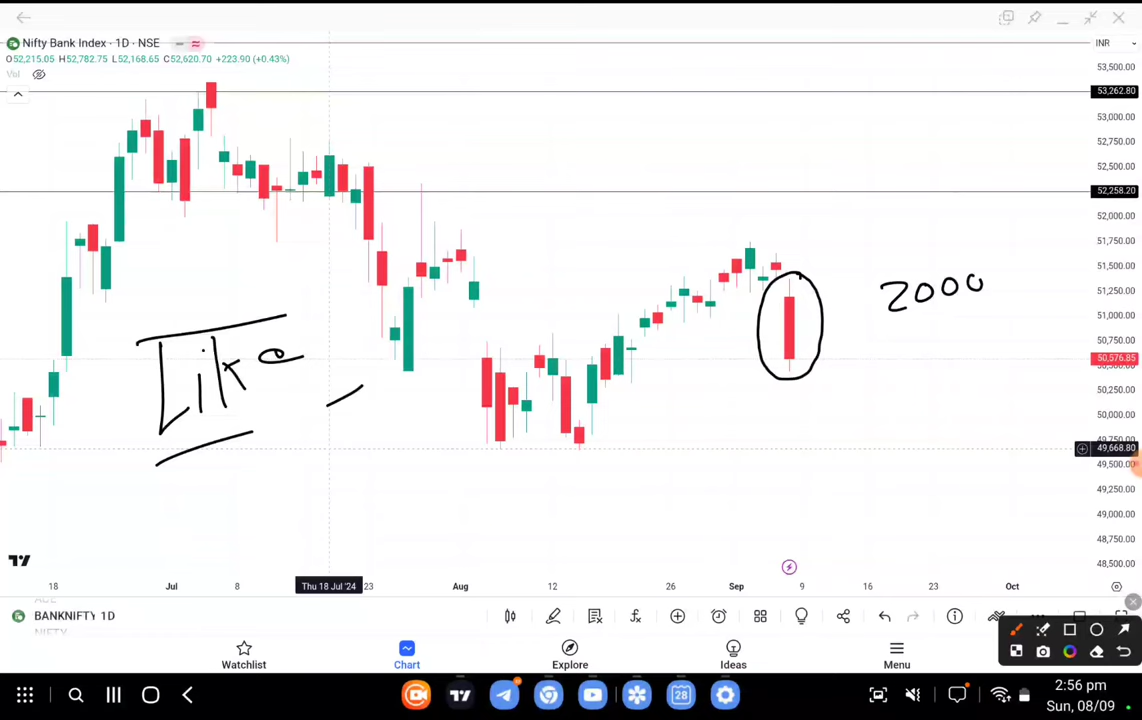 Nifty Bank Index · 1D · NSE
O52,215.05 H52,782.75 L52,168.65 C52,620.70 +223.90 (+0.43%)
Vol
INR
53,500.00
53,262.80
53,000.00
52,750.00
52,500.00
52,258.20
52,000.00
51,750.00
51,500.00
51,250.00
51,000.00
50,750.00
50,576.85
50,250.00
50,000.00
49,668.80
49,500.00
49,250.00
49,000.00
48,750.00
48,500.00
2000
Like
18 Jul 8 Thu 18 Jul '24 23 Aug 12 26 Sep 9 16 23 Oct
BANKNIFTY 1D
Watchlist Chart Explore Ideas Menu
28
2:56 pm
Sun, 08/09